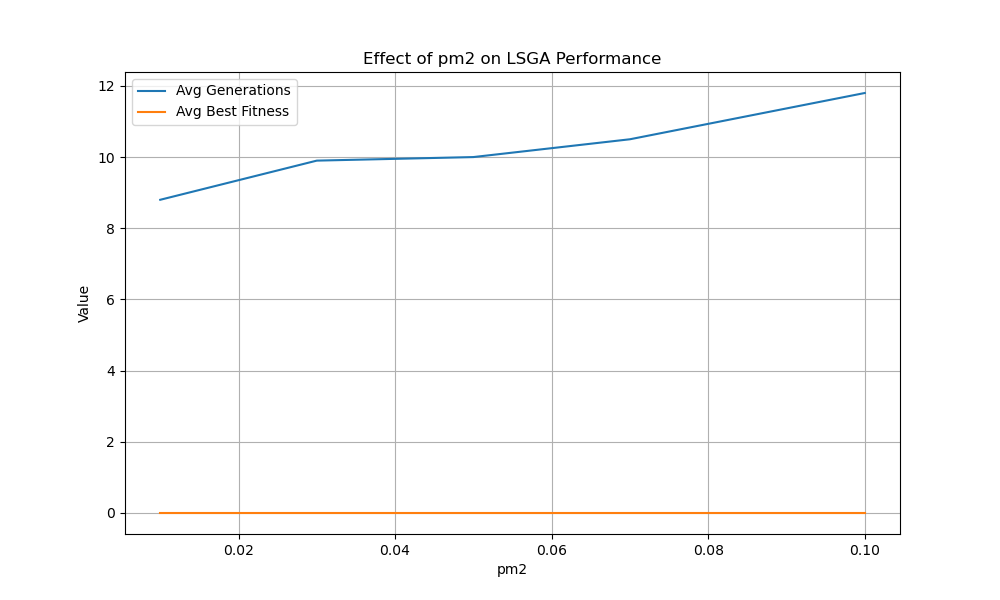 Effect of pm2 on LSGA Performance
Avg Generations
Avg Best Fitness
Value
12
10
8
6
4
2
0
0.02 0.04 0.06 0.08 0.10
pm2